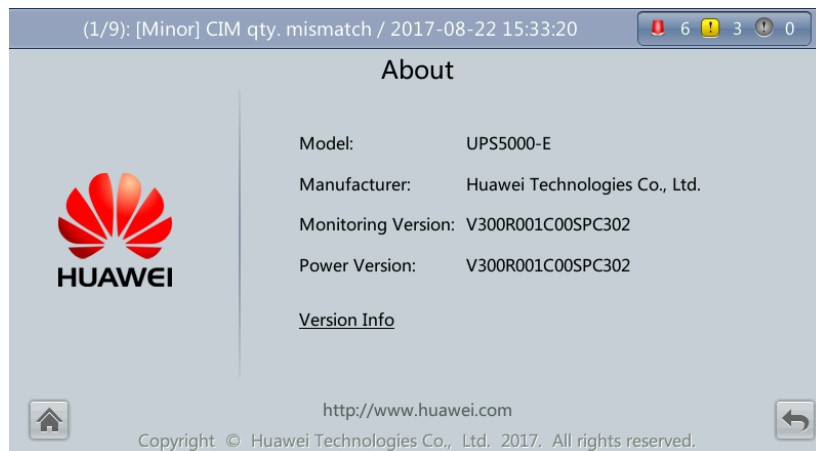 (1/9): [Minor] CIM qty. mismatch / 2017-08-22 15:33:20 6 3 0
About
Model: UPS5000-E
Manufacturer: Huawei Technologies Co., Ltd.
Monitoring Version: V300R001C00SPC302
Power Version: V300R001C00SPC302
Version Info
HUAWEI
http://www.huawei.com
Copyright © Huawei Technologies Co., Ltd. 2017. All rights reserved.